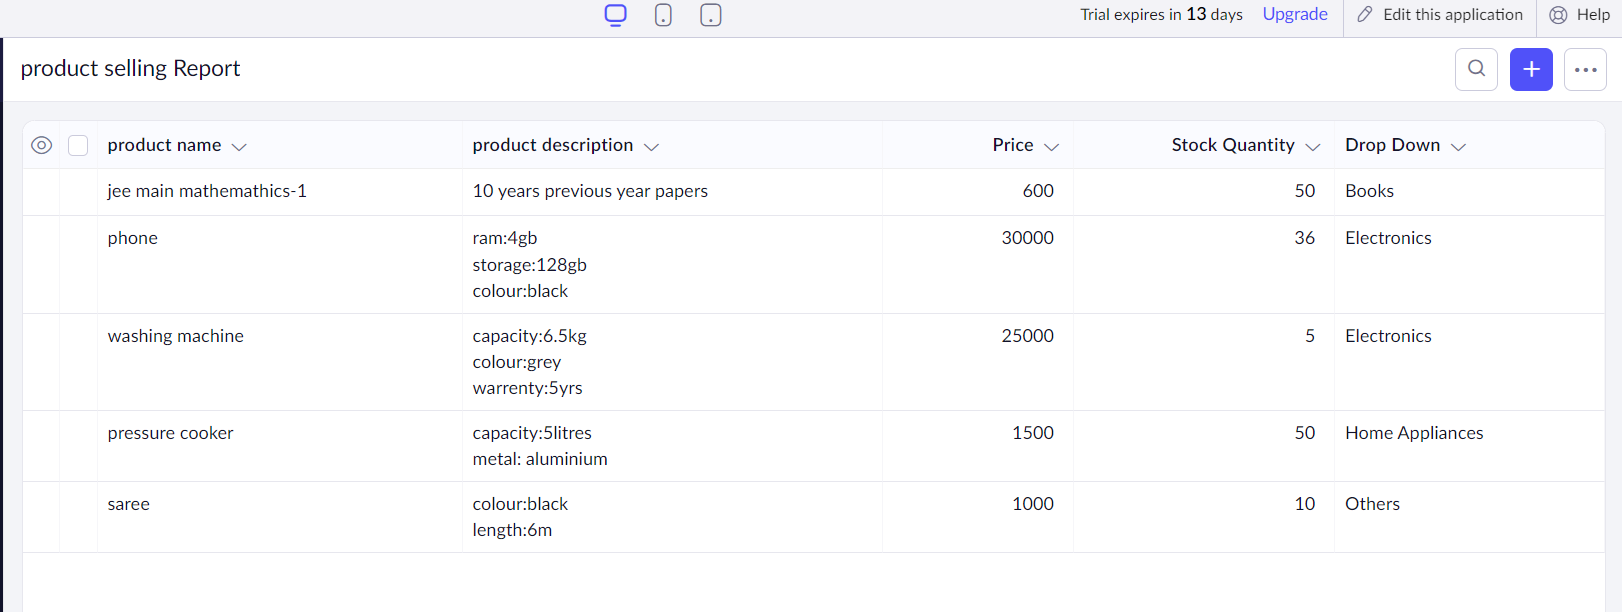 Trial expires in 13 days Upgrade Edit this application Help
product selling Report
product name product description Price Stock Quantity Drop Down
jee main mathemathics-1 10 years previous year papers 600 50 Books
phone ram:4gb 30000 36 Electronics
storage:128gb
colour:black
washing machine capacity:6.5kg 25000 5 Electronics
colour:grey
warrenty:5yrs
pressure cooker capacity:5litres 1500 50 Home Appliances
metal: aluminium
saree colour:black 1000 10 Others
length:6m